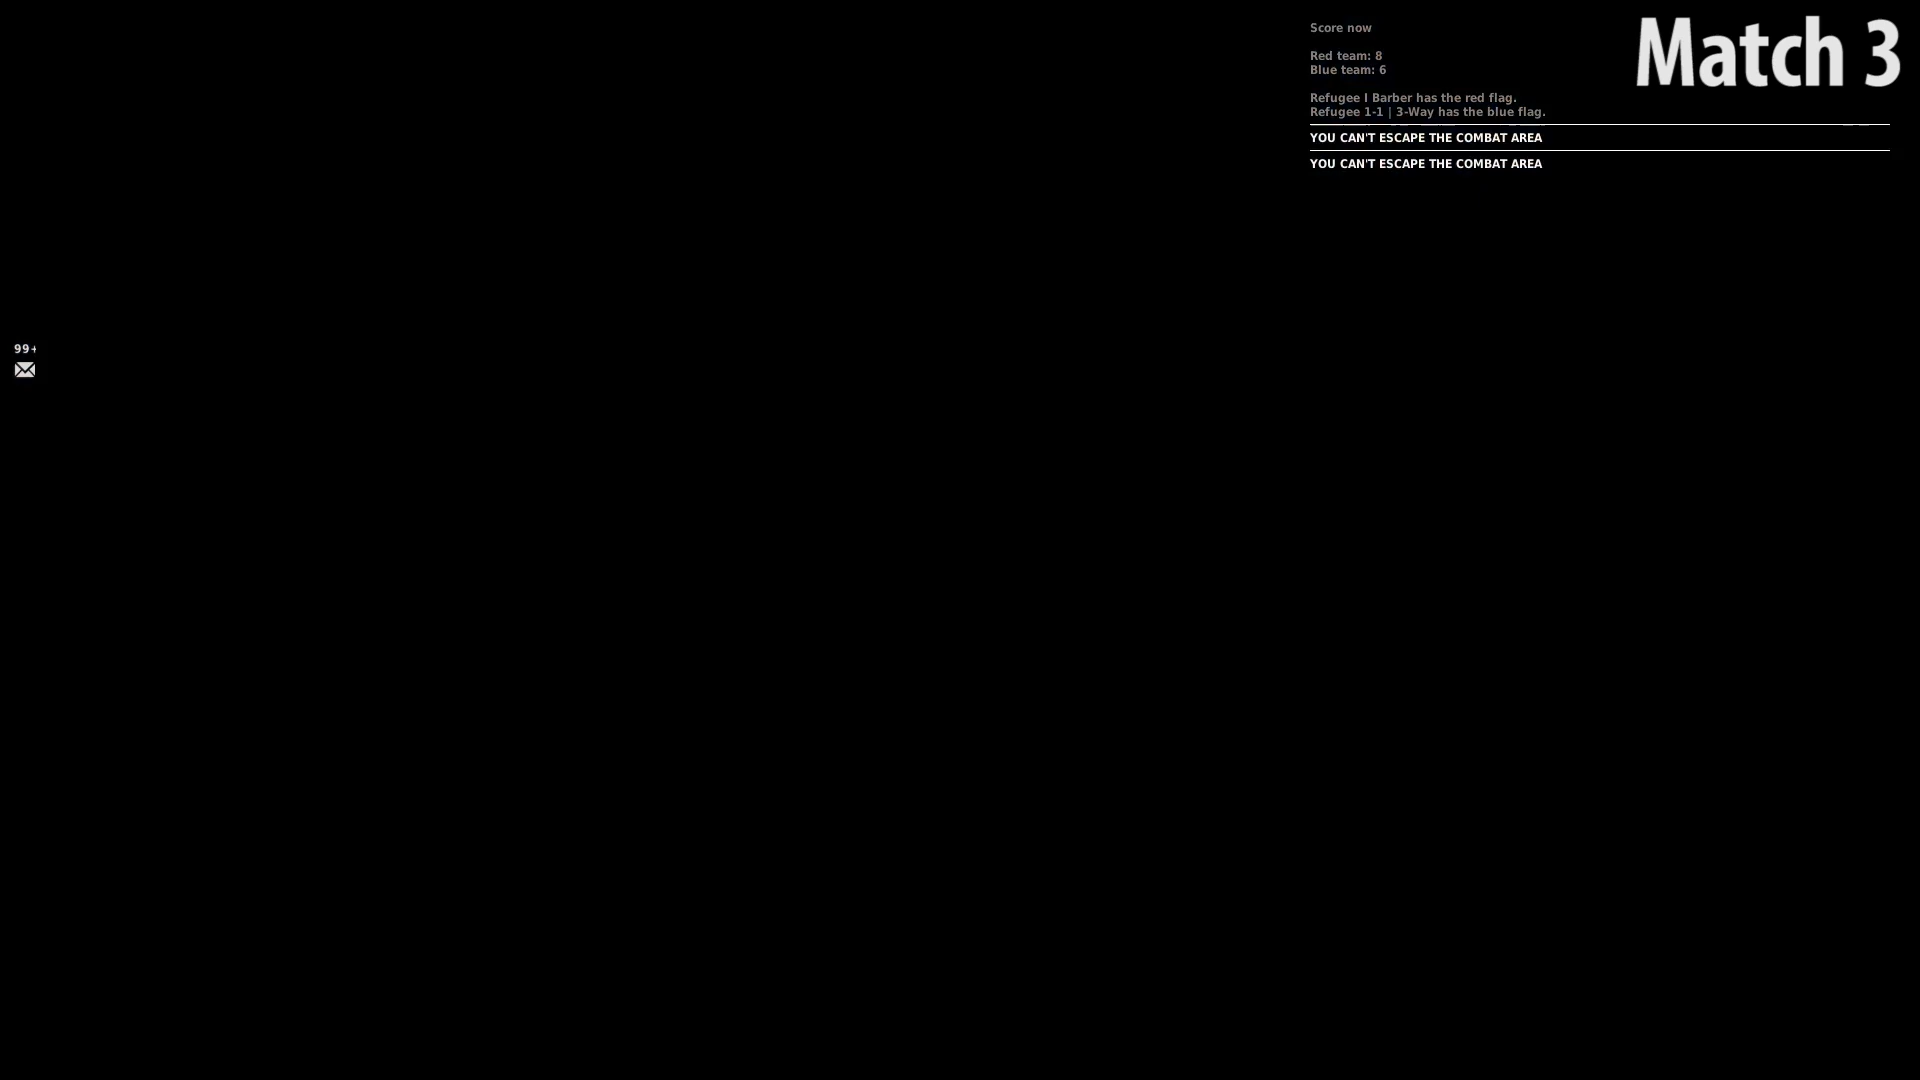 Match 3
Score now
Red team: 8
Blue team: 6
Refugee I Barber has the red flag.
Refugee 1-1 | 3-Way has the blue flag.
YOU CAN'T ESCAPE THE COMBAT AREA
YOU CAN'T ESCAPE THE COMBAT AREA
99+